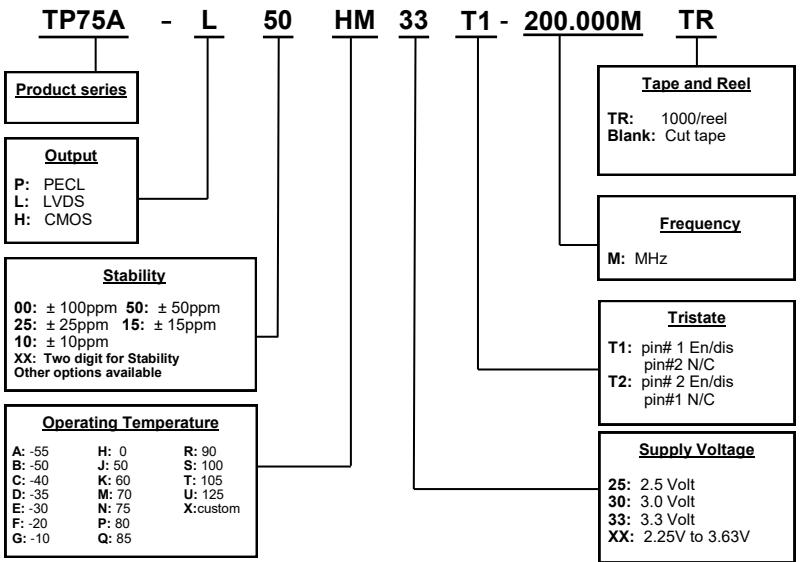 TP75A - L 50 HM 33 T1 - 200.000M TR
Product series
Output
P: PECL
L: LVDS
H: CMOS
Stability
00: ± 100ppm 50: ± 50ppm
25: ± 25ppm 15: ± 15ppm
10: ± 10ppm
XX: Two digit for Stability
Other options available
Operating Temperature
A: -55 H: 0 R: 90
B: -50 J: 50 S: 100
C: -40 K: 60 T: 105
D: -35 M: 70 U: 125
E: -30 N: 75 X:custom
F: -20 P: 80
G: -10 Q: 85
Tape and Reel
TR: 1000/reel
Blank: Cut tape
Frequency
M: MHz
Tristate
T1: pin# 1 En/dis
pin#2 N/C
T2: pin# 2 En/dis
pin#1 N/C
Supply Voltage
25: 2.5 Volt
30: 3.0 Volt
33: 3.3 Volt
XX: 2.25V to 3.63V